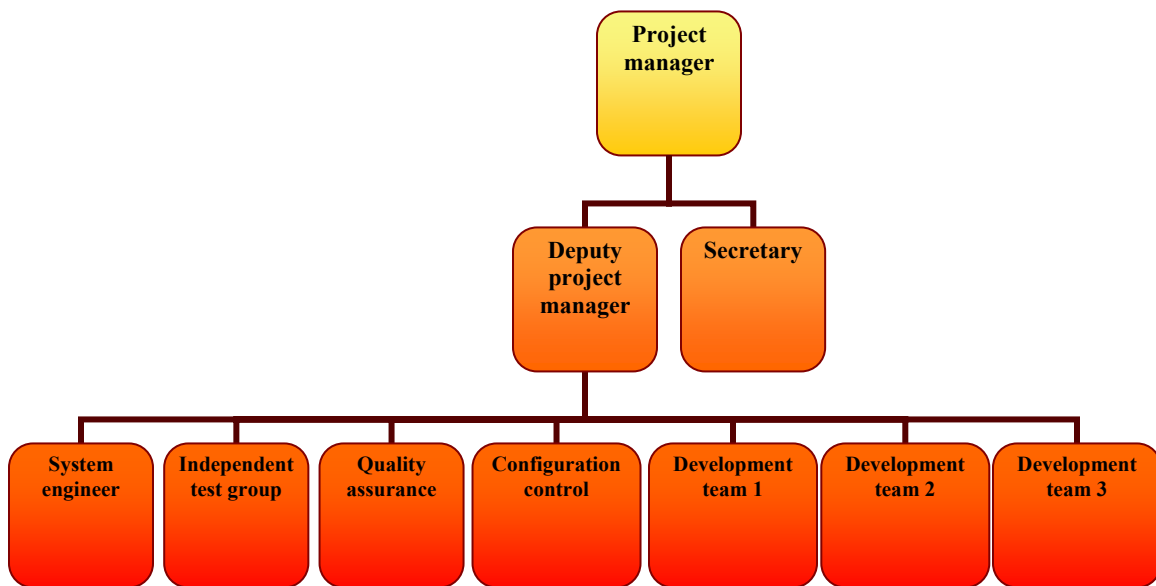 Project
manager
Deputy
project
manager
Secretary
System
engineer
Independent
test group
Quality
assurance
Configuration
control
Development
team 1
Development
team 2
Development
team 3